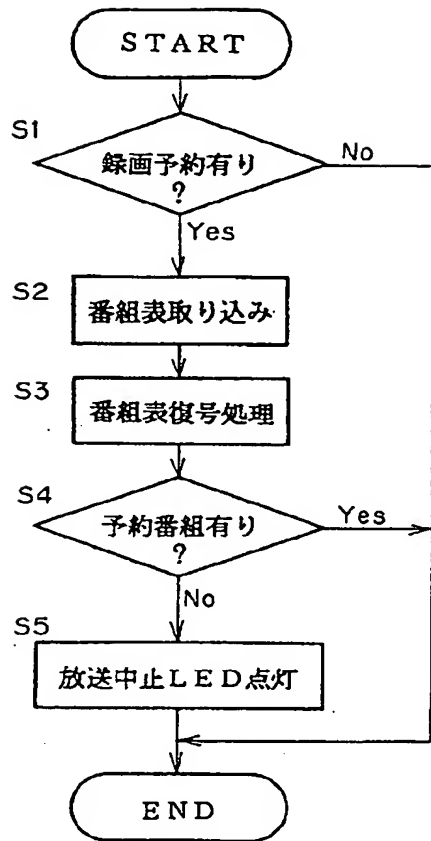 START
S1
録画予約有り
?
No
Yes
S2
番組表取り込み
S3
番組表復号処理
S4
予約番組有り
?
Yes
No
S5
放送中止LED点灯
END